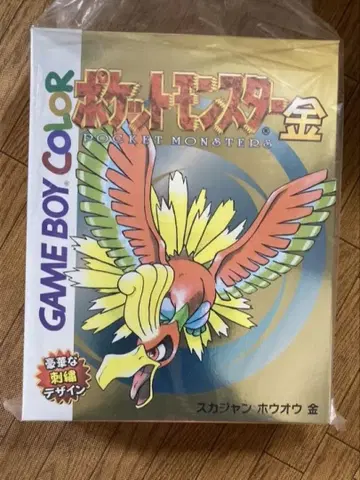 GAME BOY COLOR
ポケットモンスター金
POCKET MONSTERS
豪華な
刺繍
デザイン
スカジャン ホウオウ 金